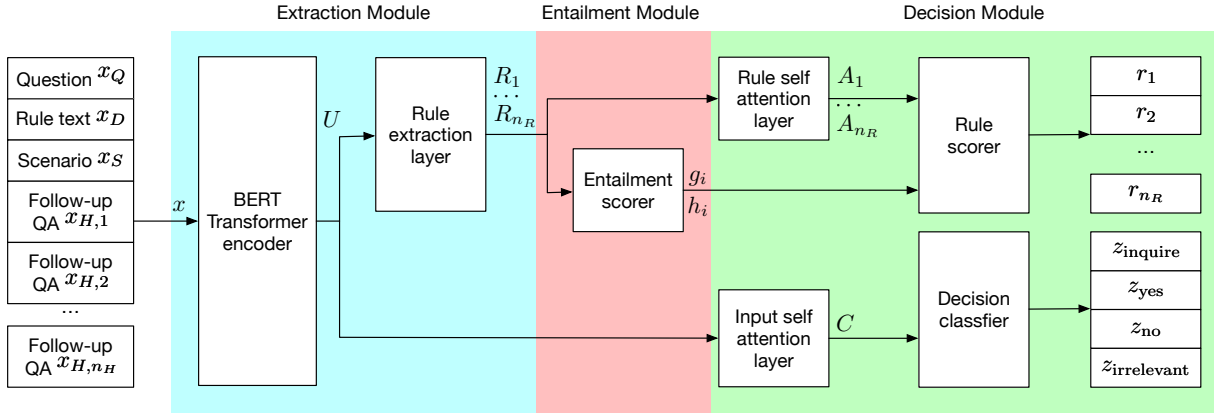 Extraction Module
Entailment Module
Decision Module
Question x_Q
Rule text x_D
Scenario x_S
Follow-up
QA x_{H,1}
Follow-up
QA x_{H,2}
...
Follow-up
QA x_{H,n_H}
x
BERT
Transformer
encoder
U
Rule
extraction
layer
R_1
...
R_{n_R}
Entailment
scorer
g_i
h_i
Rule self
attention
layer
A_1
...
A_{n_R}
Input self
attention
layer
C
Rule
scorer
Decision
classfier
r_1
r_2
...
r_{n_R}
z_inquire
z_yes
z_no
z_irrelevant